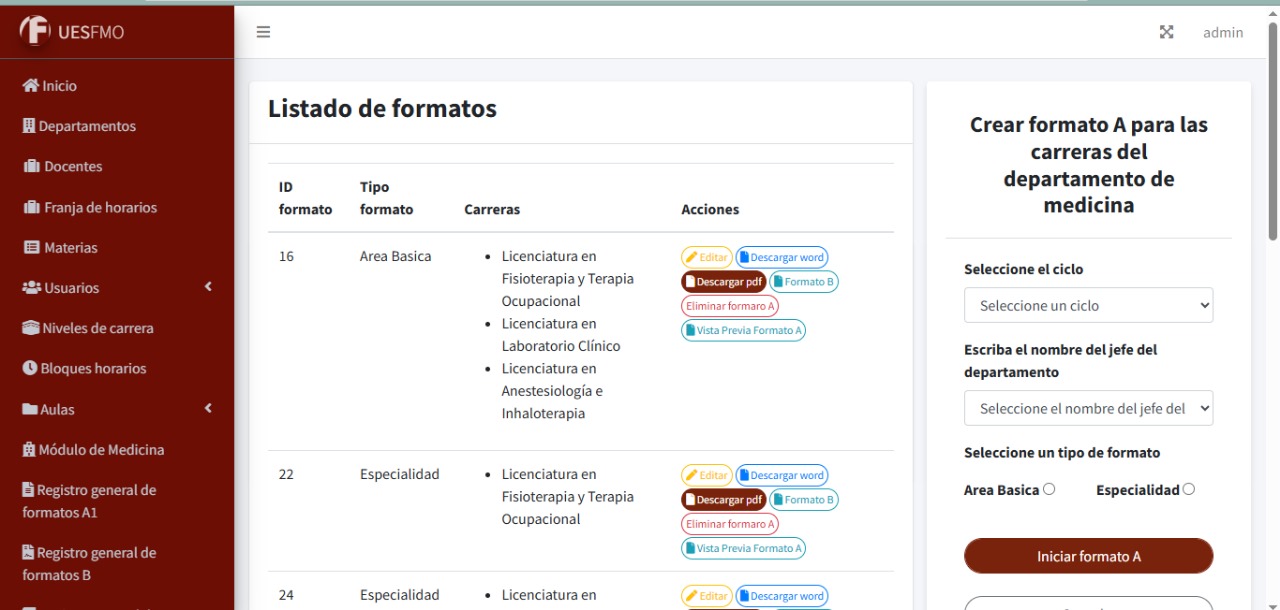 UESFMO
admin
Inicio
Departamentos
Docentes
Franja de horarios
Materias
Usuarios
Niveles de carrera
Bloques horarios
Aulas
Módulo de Medicina
Registro general de
formatos A1
Registro general de
formatos B
Listado de formatos
ID
formato
Tipo
formato
Carreras
Acciones
16
Area Basica
Licenciatura en
Fisioterapia y Terapia
Ocupacional
Licenciatura en
Laboratorio Clínico
Licenciatura en
Anestesiología e
Inhaloterapia
Editar
Descargar word
Descargar pdf
Formato B
Eliminar formaro A
Vista Previa Formato A
22
Especialidad
Licenciatura en
Fisioterapia y Terapia
Ocupacional
Editar
Descargar word
Descargar pdf
Formato B
Eliminar formaro A
Vista Previa Formato A
24
Especialidad
Licenciatura en
Editar
Descargar word
Crear formato A para las
carreras del
departamento de
medicina
Seleccione el ciclo
Seleccione un ciclo
Escriba el nombre del jefe del
departamento
Seleccione el nombre del jefe del
Seleccione un tipo de formato
Area Basica
Especialidad
Iniciar formato A